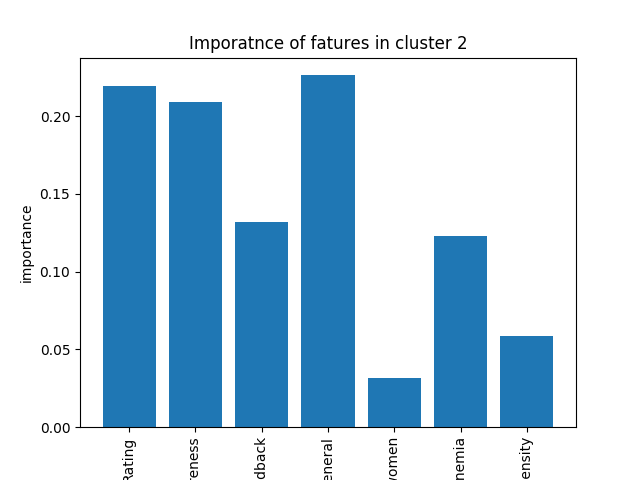 Imporatnce of fatures in cluster 2
importance
0.20
0.15
0.10
0.05
0.00
Rating
reness
dback
eneral
women
nemia
ensity